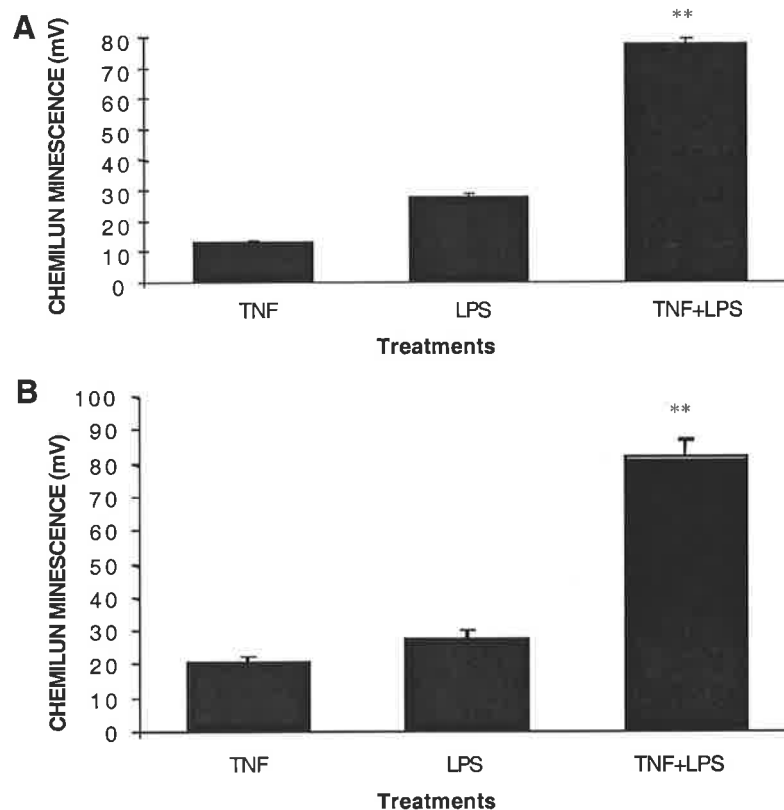 A
CHEMILUN MINESCENCE (mV)
80
70
60
50
40
30
20
10
0
**
TNF LPS TNF+LPS
Treatments
B
CHEMILUN MINESCENCE (mV)
100
90
80
70
60
50
40
30
20
10
0
**
TNF LPS TNF+LPS
Treatments